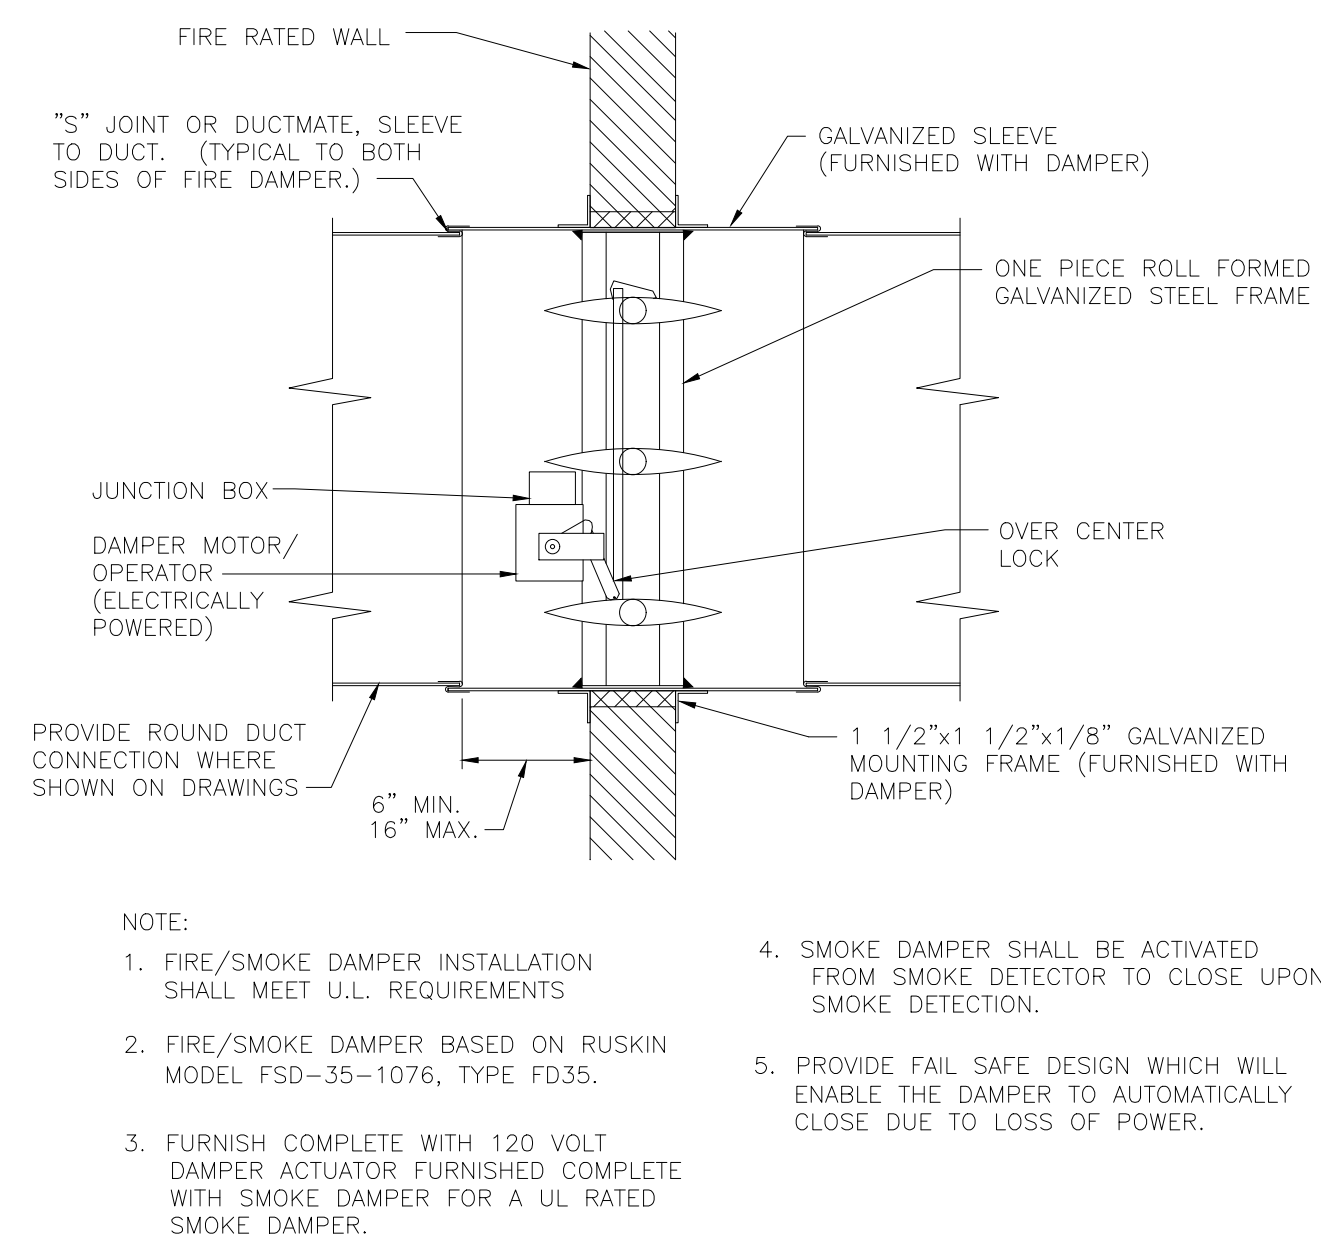 FIRE RATED WALL
"S" JOINT OR DUCTMATE, SLEEVE
TO DUCT. (TYPICAL TO BOTH
SIDES OF FIRE DAMPER.)
GALVANIZED SLEEVE
(FURNISHED WITH DAMPER)
ONE PIECE ROLL FORMED
GALVANIZED STEEL FRAME
JUNCTION BOX
DAMPER MOTOR/
OPERATOR
(ELECTRICALLY
POWERED)
OVER CENTER
LOCK
PROVIDE ROUND DUCT
CONNECTION WHERE
SHOWN ON DRAWINGS
6" MIN.
16" MAX.
1 1/2"x1 1/2"x1/8" GALVANIZED
MOUNTING FRAME (FURNISHED WITH
DAMPER)
NOTE:
1. FIRE/SMOKE DAMPER INSTALLATION
SHALL MEET U.L. REQUIREMENTS
2. FIRE/SMOKE DAMPER BASED ON RUSKIN
MODEL FSD-35-1076, TYPE FD35.
3. FURNISH COMPLETE WITH 120 VOLT
DAMPER ACTUATOR FURNISHED COMPLETE
WITH SMOKE DAMPER FOR A UL RATED
SMOKE DAMPER.
4. SMOKE DAMPER SHALL BE ACTIVATED
FROM SMOKE DETECTOR TO CLOSE UPON
SMOKE DETECTION.
5. PROVIDE FAIL SAFE DESIGN WHICH WILL
ENABLE THE DAMPER TO AUTOMATICALLY
CLOSE DUE TO LOSS OF POWER.